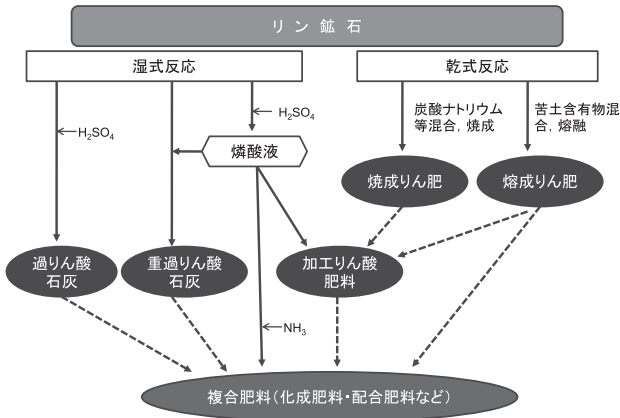 リン鉱石
湿式反応
乾式反応
H₂SO₄
炭酸ナトリウム
等混合，焼成
苦土含有物混
合，熔融
H₂SO₄
燐酸液
焼成りん肥
熔成りん肥
過りん酸
石灰
重過りん酸
石灰
加工りん酸
肥料
NH₃
複合肥料（化成肥料・配合肥料など）